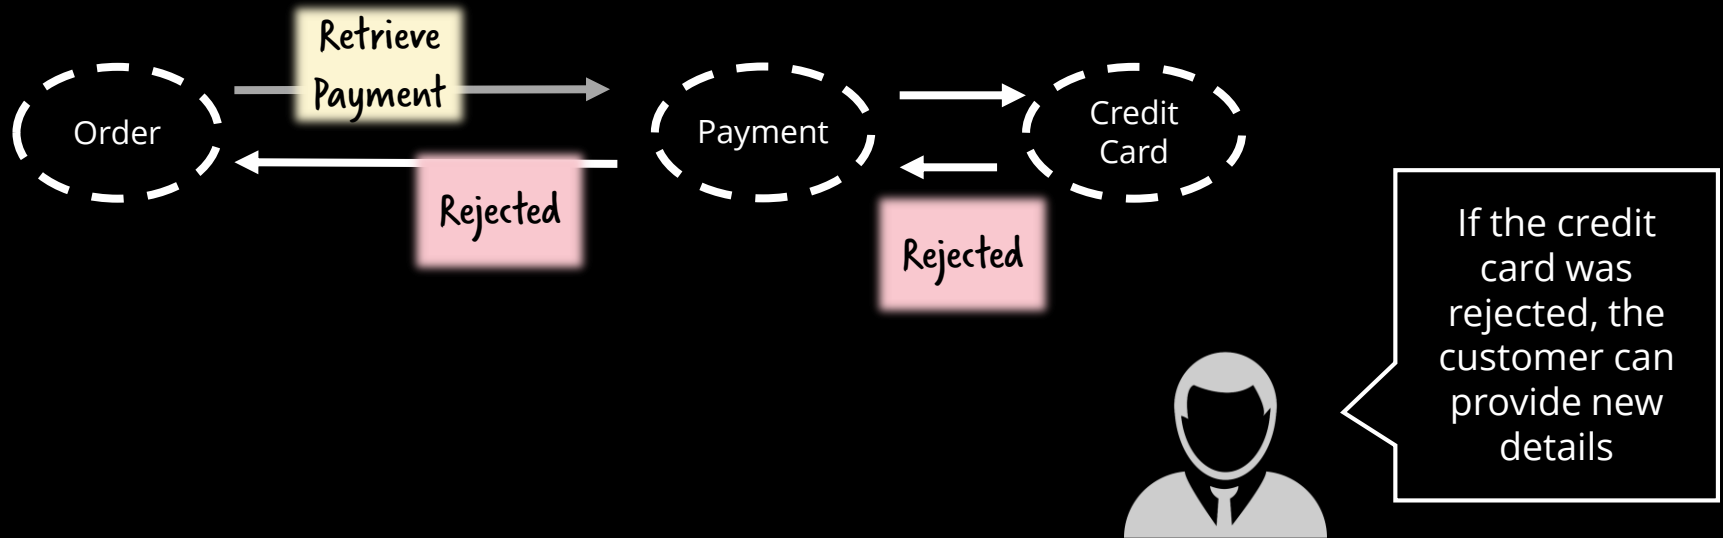 Retrieve
Payment
Order
Payment
Credit
Card
Rejected
Rejected
If the credit
card was
rejected, the
customer can
provide new
details